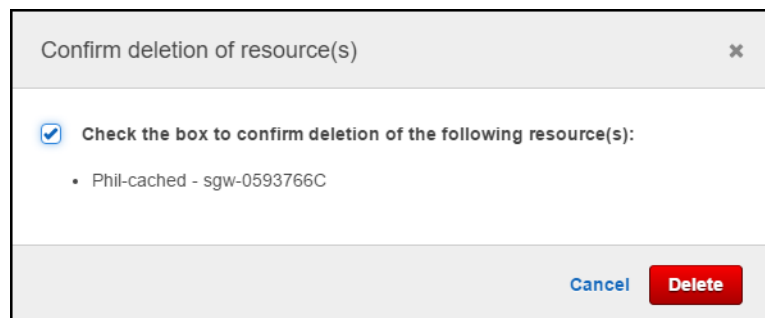 Confirm deletion of resource(s)
Check the box to confirm deletion of the following resource(s):
• Phil-cached - sgw-0593766C
Cancel Delete